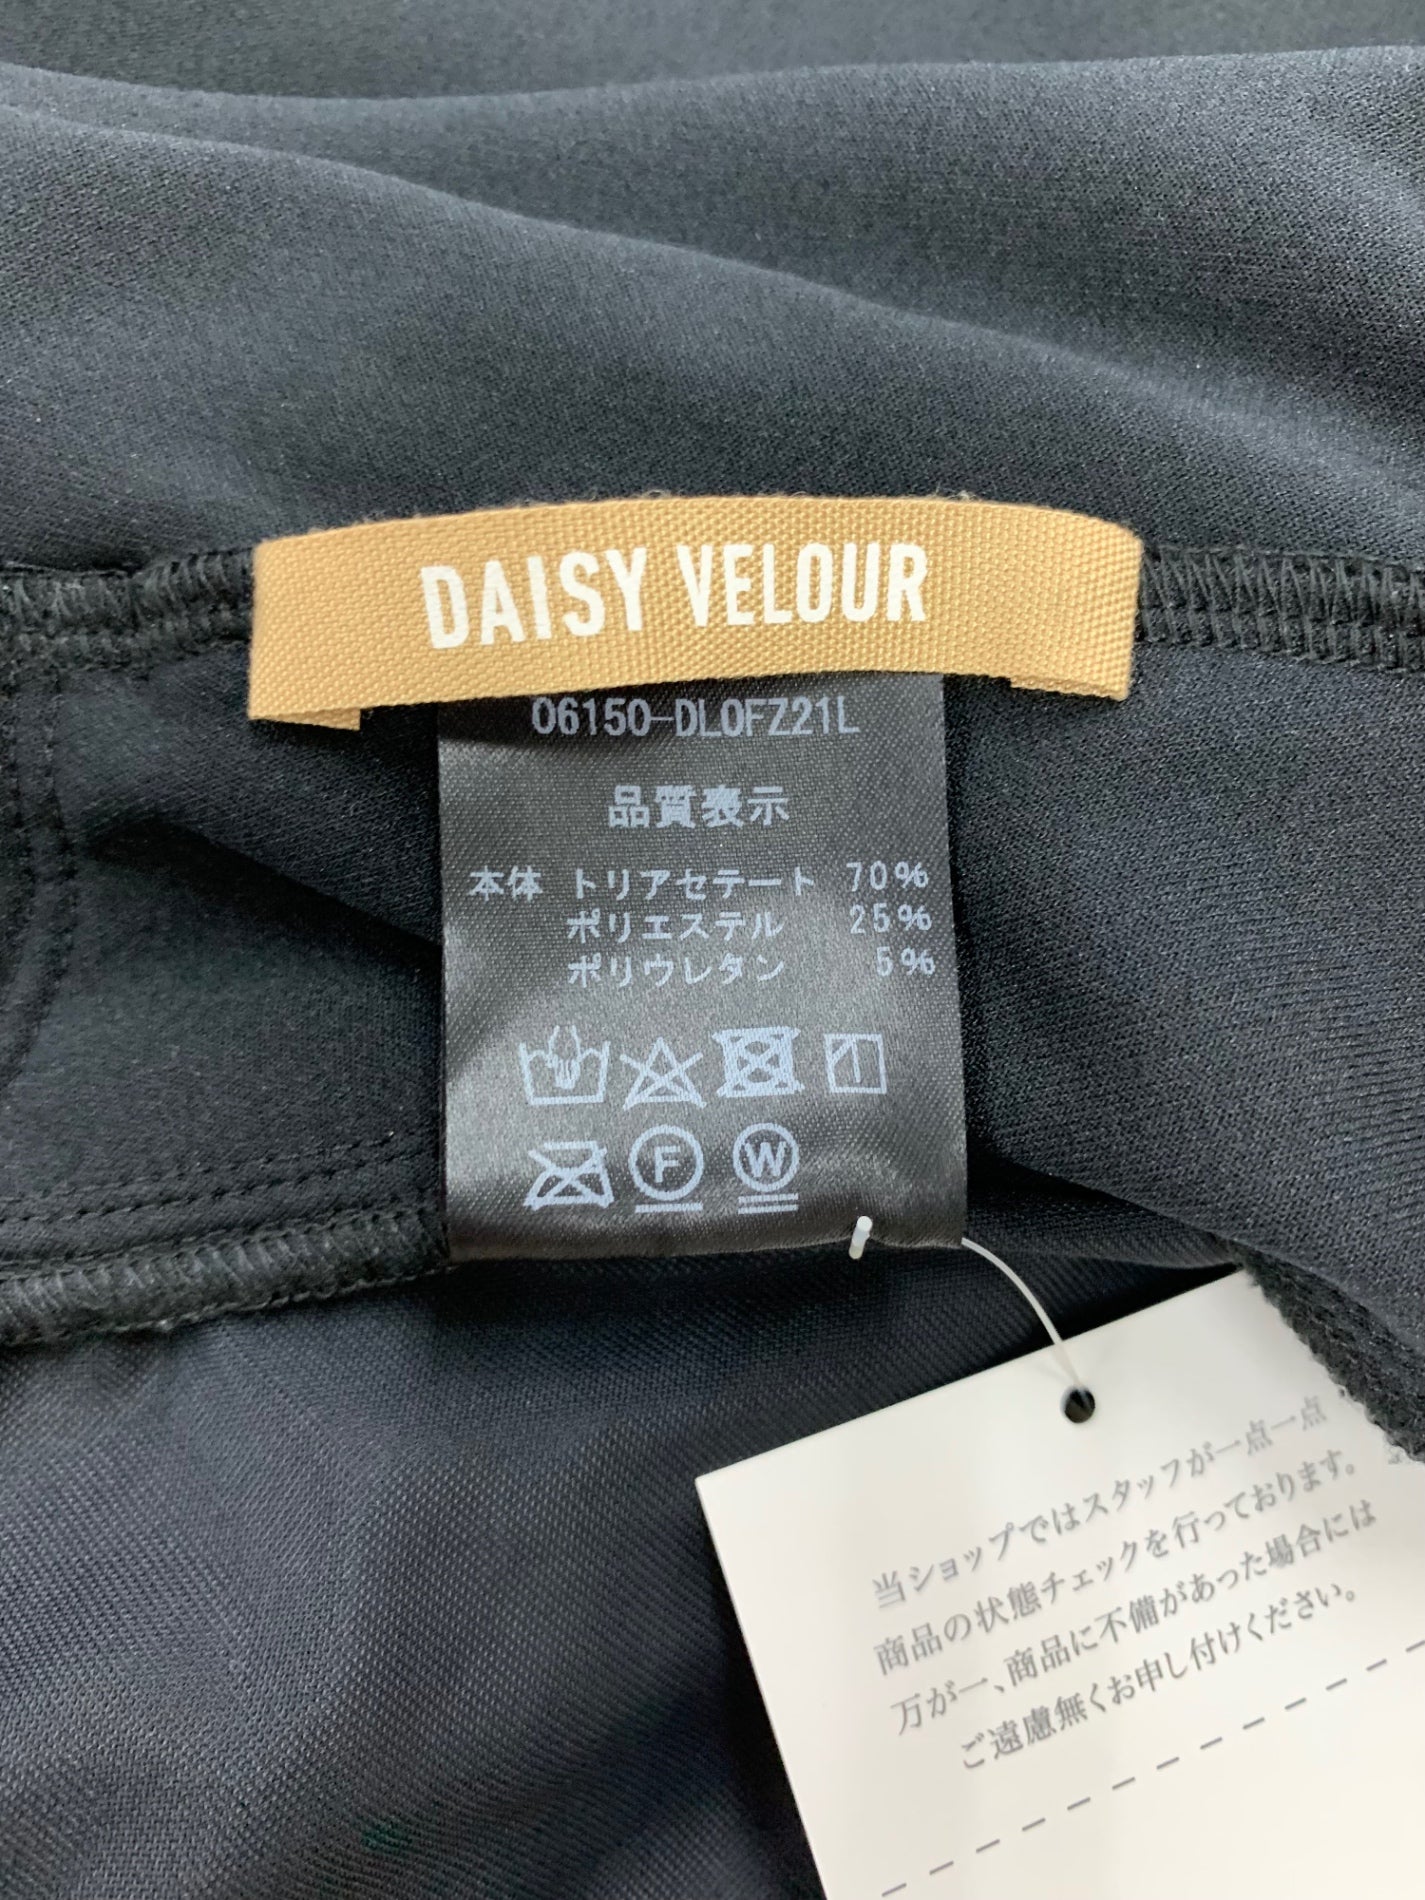 DAISY VELOUR
06150-DL0FZ21L
品質表示
本体 トリアセテート 70%
ポリエステル 25%
ポリウレタン 5%
F W
当ショップではスタッフが一点一点
商品の状態チェックを行っております。
万が一、商品に不備があった場合には
ご遠慮無くお申し付けください。